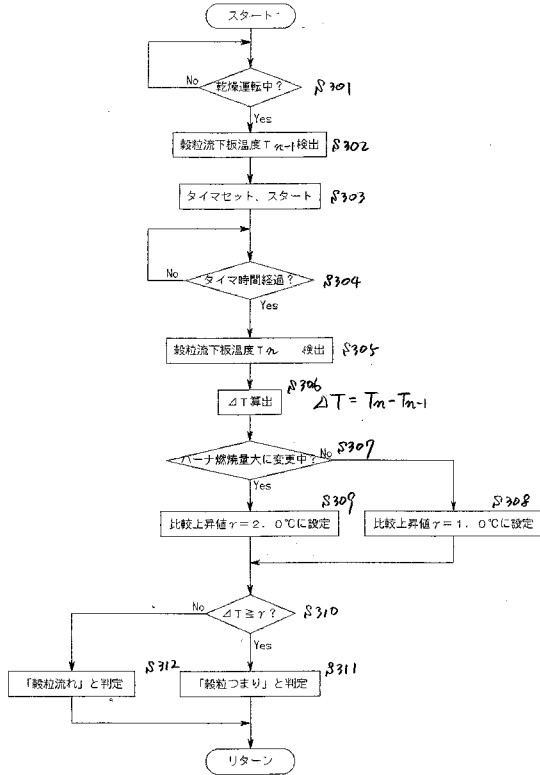 スタート
乾燥運転中?
No
S301
Yes
穀粒流下板温度Tn-1検出
S302
タイマセット、スタート
S303
タイマ時間経過?
No
S304
Yes
穀粒流下板温度Tn 検出
S305
S306
ΔT算出
ΔT = Tn-Tn-1
バーナ燃焼量大に変更中?
No
S307
Yes
S309
S308
比較上昇値γ=2.0℃に設定
比較上昇値γ=1.0℃に設定
No
ΔT≧γ?
S310
Yes
S312
S311
「穀粒流れ」と判定
「穀粒つまり」と判定
リターン